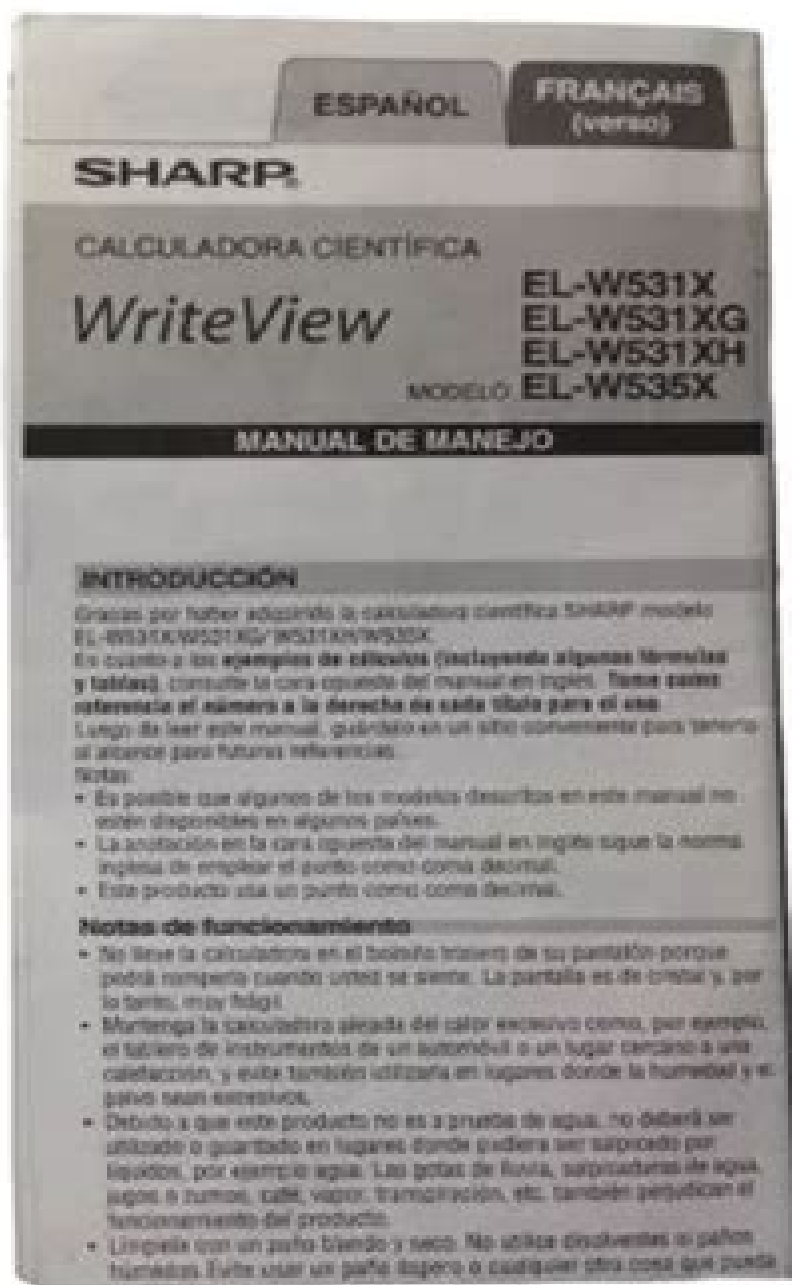 ESPAÑOL
FRANÇAIS
(verso)
SHARP®
CALCULADORA CIENTÍFICA
WriteView
EL-W531X
EL-W531XG
EL-W531XH
MODELO EL-W535X
MANUAL DE MANEJO
INTRODUCCIÓN
Gracias por haber adquirido la calculadora científica SHARP modelo
EL-W531X/W531XG/W531XH/W535X.
En cuanto a los ejemplos de cálculos (incluyendo algunas fórmulas
y tablas), consulte la cara opuesta del manual en inglés. Tome como
referencia el número a la derecha de cada título para el uso.
Luego de leer este manual, guárdelo en un sitio conveniente para tenerlo
al alcance para futuras referencias.
Notas:
• Es posible que algunos de los modelos descritos en este manual no
estén disponibles en algunos países.
• La anotación en la cara opuesta del manual en inglés sigue la norma
inglesa de emplear el punto como coma decimal.
• Este producto usa un punto como coma decimal.
Notas de funcionamiento
• No lleve la calculadora en el bolsillo trasero de su pantalón porque
podrá romperla cuando usted se siente. La pantalla es de cristal y, por
lo tanto, muy frágil.
• Mantenga la calculadora alejada del calor excesivo como, por ejemplo,
el tablero de instrumentos de un automóvil o un lugar cercano a una
calefacción, y evite también utilizarla en lugares donde la humedad y el
polvo sean excesivos.
• Debido a que este producto no es a prueba de agua, no deberá ser
utilizado o guardado en lugares donde pudiera ser salpicado por
líquidos, por ejemplo agua. Las gotas de lluvia, salpicaduras de agua,
jugos o zumos, café, vapor, transpiración, etc. también perjudican el
funcionamiento del producto.
• Límpiela con un paño blando y seco. No utilice disolventes ni paños
húmedos. Evite usar un paño áspero o cualquier otra cosa que pueda